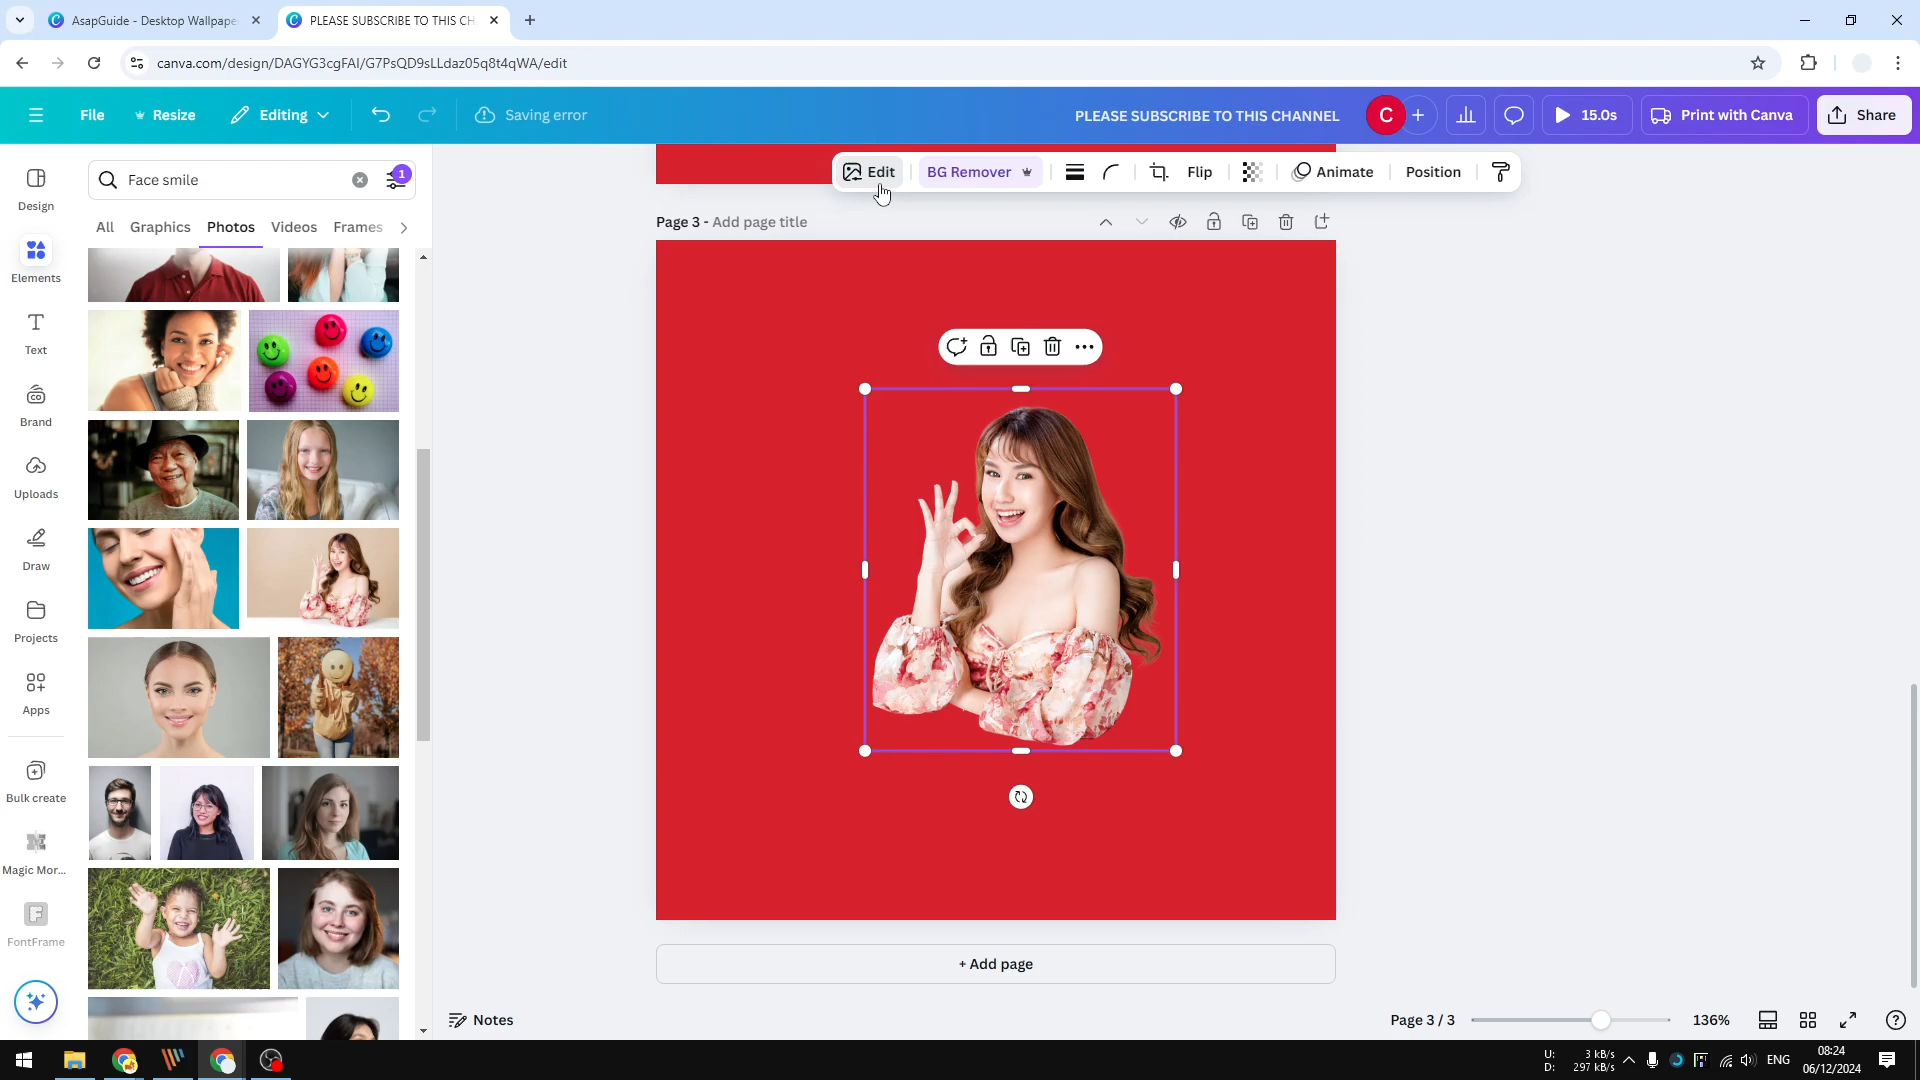 AsapGuide - Desktop Wallpape
PLEASE SUBSCRIBE TO THIS CH
canva.com/design/DAGYG3cgFAI/G7PsQD9sLLdaz05q8t4qWA/edit
File
Resize
Editing
Saving error
PLEASE SUBSCRIBE TO THIS CHANNEL
C
15.0s
Print with Canva
Share
Design
Elements
Text
Brand
Uploads
Draw
Projects
Apps
Bulk create
Magic Mor...
FontFrame
Face smile
1
All
Graphics
Photos
Videos
Frames
Edit
BG Remover
Flip
Animate
Position
Page 3 - Add page title
+ Add page
Notes
Page 3 / 3
136%
U:
D:
3 kB/s
297 kB/s
ENG
08:24
06/12/2024